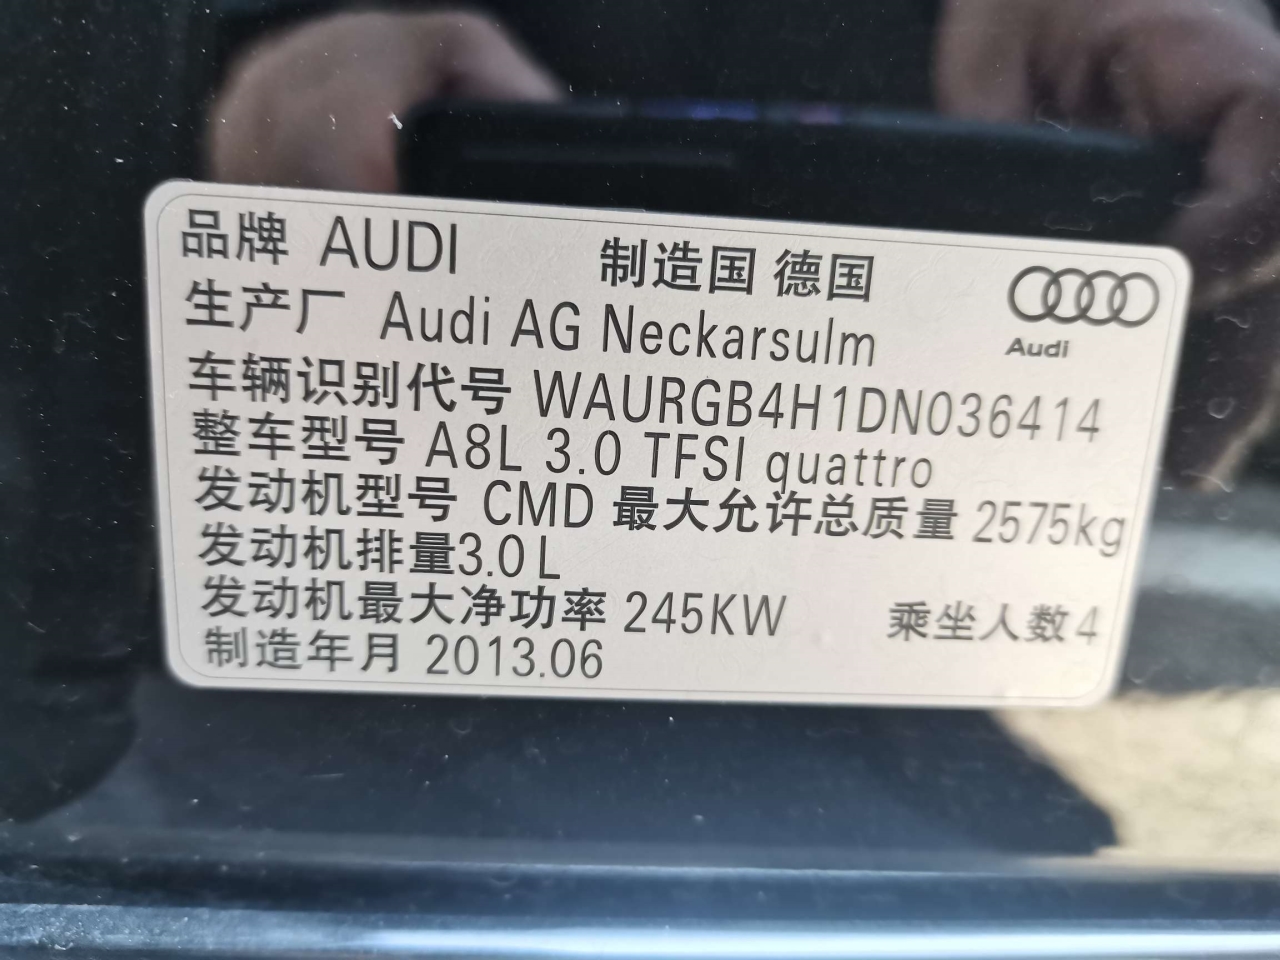 品牌 AUDI 制造国 德国
生产厂 Audi AG Neckarsulm
Audi
车辆识别代号 WAURGB4H1DN036414
整车型号 A8L 3.0 TFSI quattro
发动机型号 CMD 最大允许总质量 2575kg
发动机排量3.0L
发动机最大净功率 245KW 乘坐人数4
制造年月 2013.06